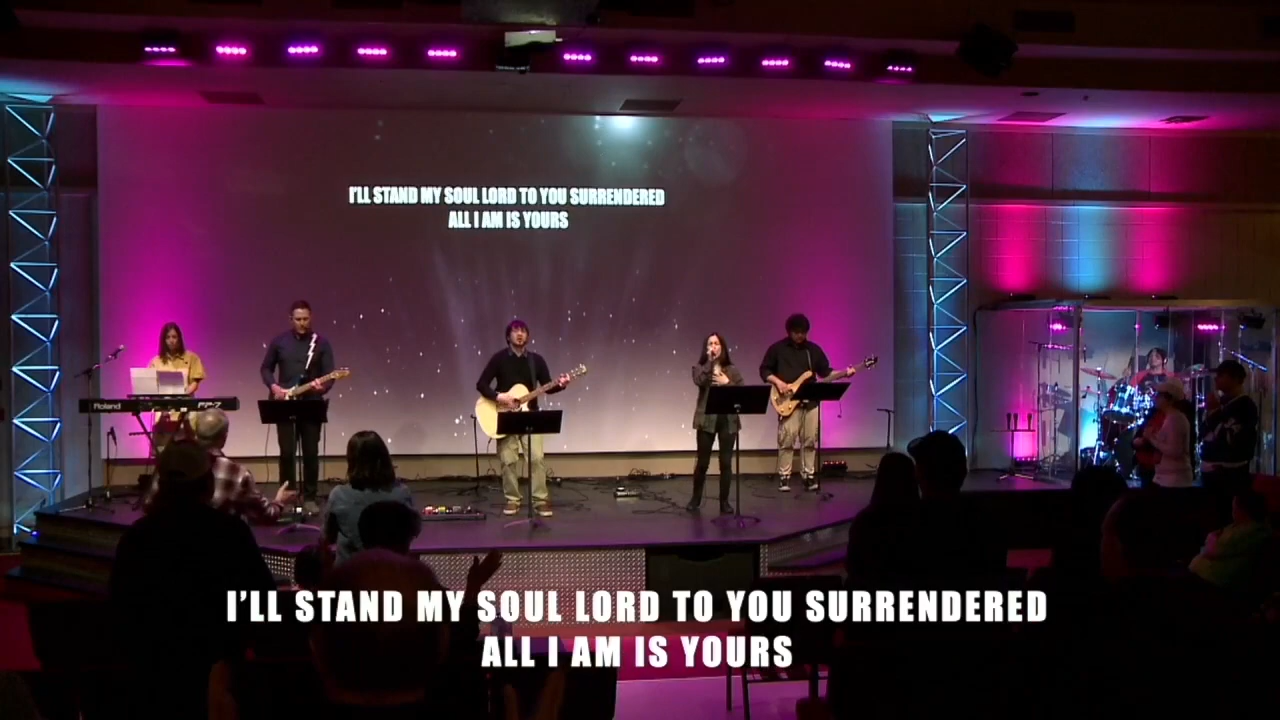 I'LL STAND MY SOUL LORD TO YOU SURRENDERED
ALL I AM IS YOURS
Roland
I'LL STAND MY SOUL LORD TO YOU SURRENDERED
ALL I AM IS YOURS